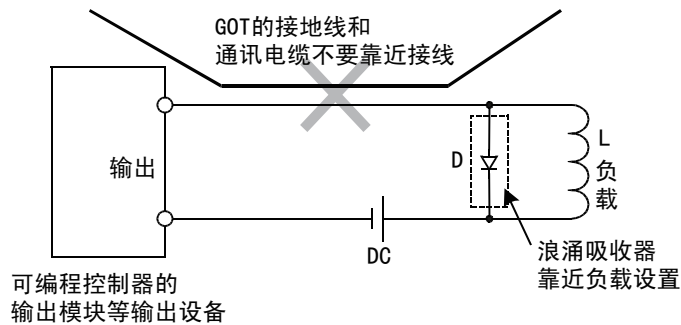 GOT的接地线和
通讯电缆不要靠近接线
输出
D
L
负
载
DC
浪涌吸收器
靠近负载设置
可编程控制器的
输出模块等输出设备